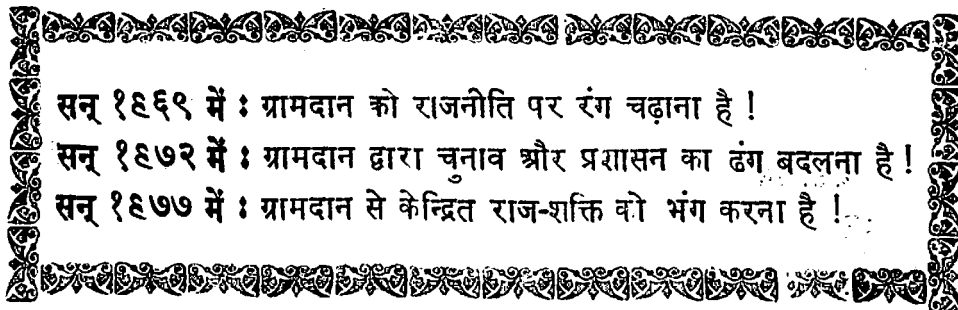 सन् १९६९ में : ग्रामदान को राजनीति पर रंग चढ़ाना है !
सन् १९७२ में : ग्रामदान द्वारा चुनाव और प्रशासन का ढंग बदलना है !
सन् १९७७ में : ग्रामदान से केन्द्रित राज-शक्ति को भंग करना है !